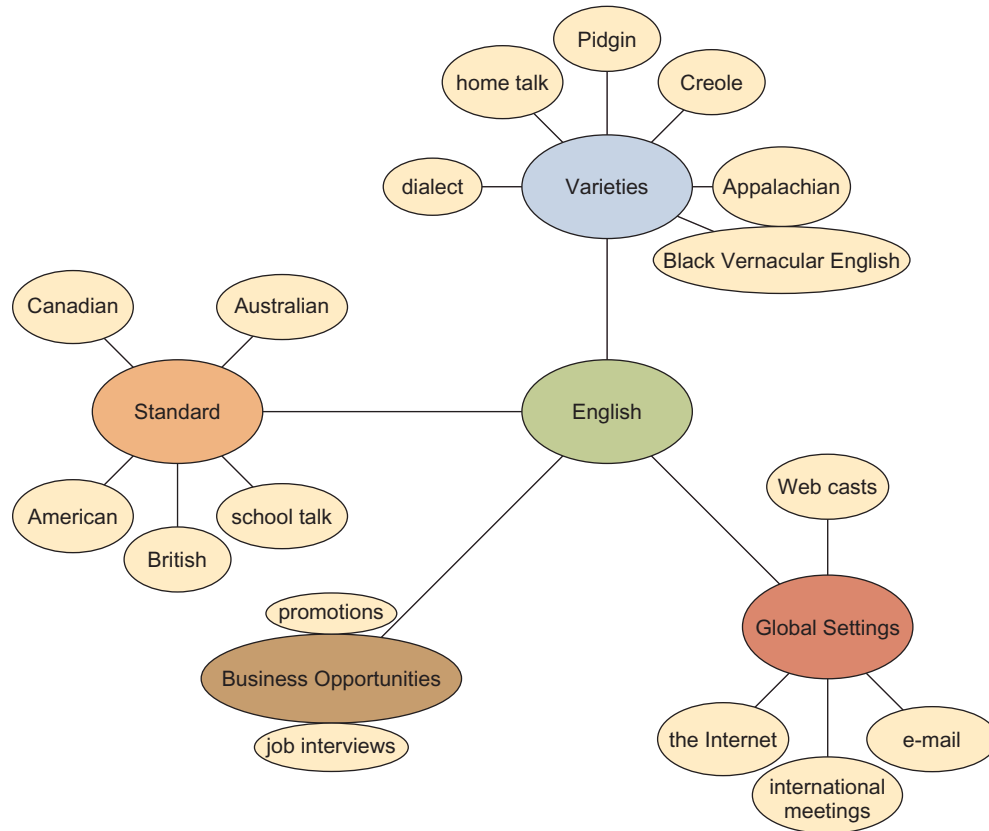 Pidgin
home talk
Creole
dialect
Varieties
Appalachian
Black Vernacular English
Canadian
Australian
Standard
English
American
school talk
British
Web casts
promotions
Global Settings
Business Opportunities
job interviews
the Internet
e-mail
international
meetings